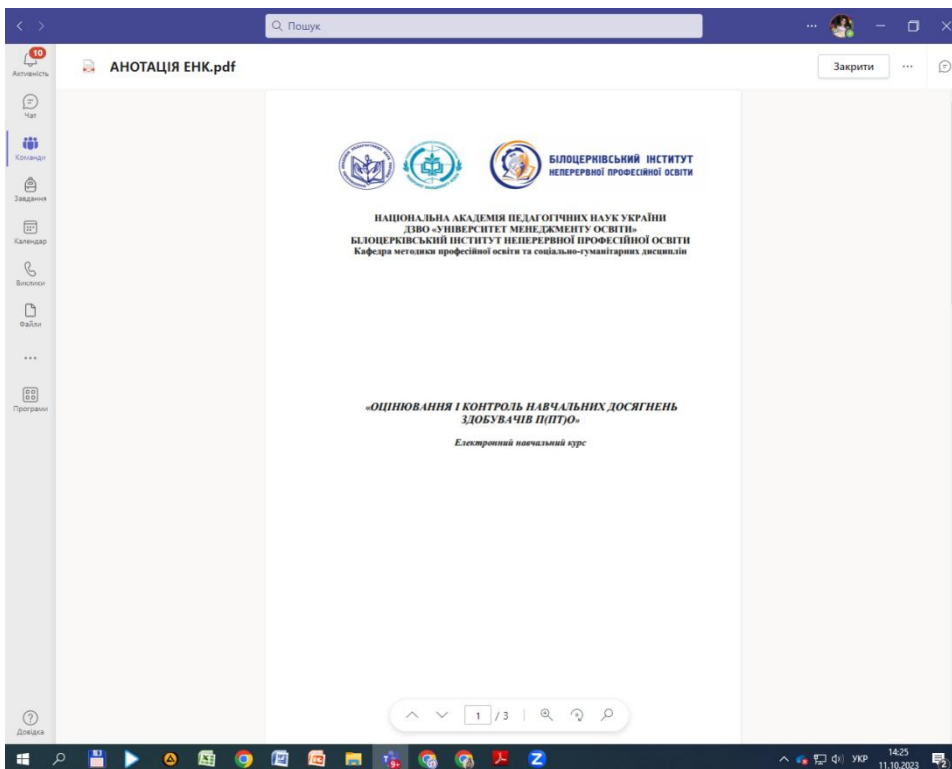 Пошук
10
Активність
АНОТАЦІЯ ЕНК.pdf
Закрити
Чат
Команди
Завдання
Календар
Виклики
Файли
Програми
Довідка
БІЛОЦЕРКІВСЬКИЙ ІНСТИТУТ
НЕПЕРЕРВНОЇ ПРОФЕСІЙНОЇ ОСВІТИ
НАЦІОНАЛЬНА АКАДЕМІЯ ПЕДАГОГІЧНИХ НАУК УКРАЇНИ
ДЗВО «УНІВЕРСИТЕТ МЕНЕДЖМЕНТУ ОСВІТИ»
БІЛОЦЕРКІВСЬКИЙ ІНСТИТУТ НЕПЕРЕРВНОЇ ПРОФЕСІЙНОЇ ОСВІТИ
Кафедра методики професійної освіти та соціально-гуманітарних дисциплін
«ОЦІНЮВАННЯ І КОНТРОЛЬ НАВЧАЛЬНИХ ДОСЯГНЕНЬ
ЗДОБУВАЧІВ П(ПТ)О»
Електронний навчальний курс
1 / 3
9+
УКР
14:25
11.10.2023
2